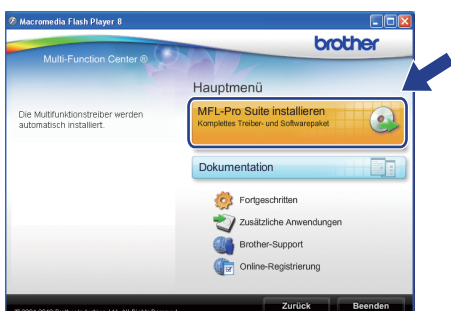 Macromedia Flash Player 8
brother
Multi-Function Center ®
Hauptmenü
Die Multifunktionstreiber werden
automatisch installiert.
MFL-Pro Suite installieren
Komplettes Treiber- und Softwarepaket
Dokumentation
Fortgeschritten
Zusätzliche Anwendungen
Brother-Support
Online-Registrierung
Zurück
Beenden